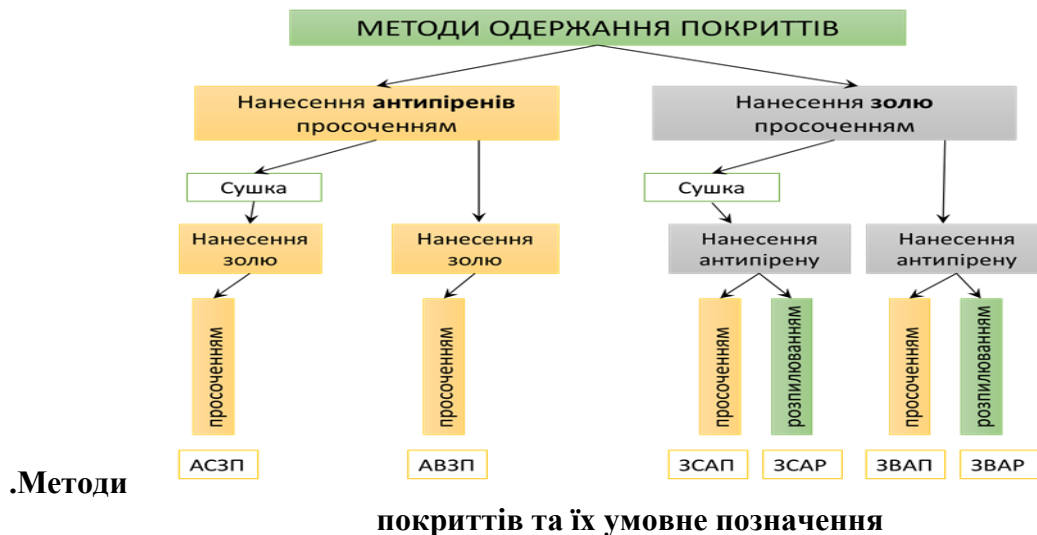 МЕТОДИ ОДЕРЖАННЯ ПОКРИТТІВ
Нанесення антипіренів
просоченням
Нанесення золю
просоченням
Сушка
Сушка
Нанесення
золю
Нанесення
золю
Нанесення
антипірену
Нанесення
антипірену
просоченням
просоченням
просоченням
розпилюванням
просоченням
розпилюванням
АСЗП
АВЗП
ЗСАП
ЗСАР
ЗВАП
ЗВАР
.Методи
покриттів та їх умовне позначення